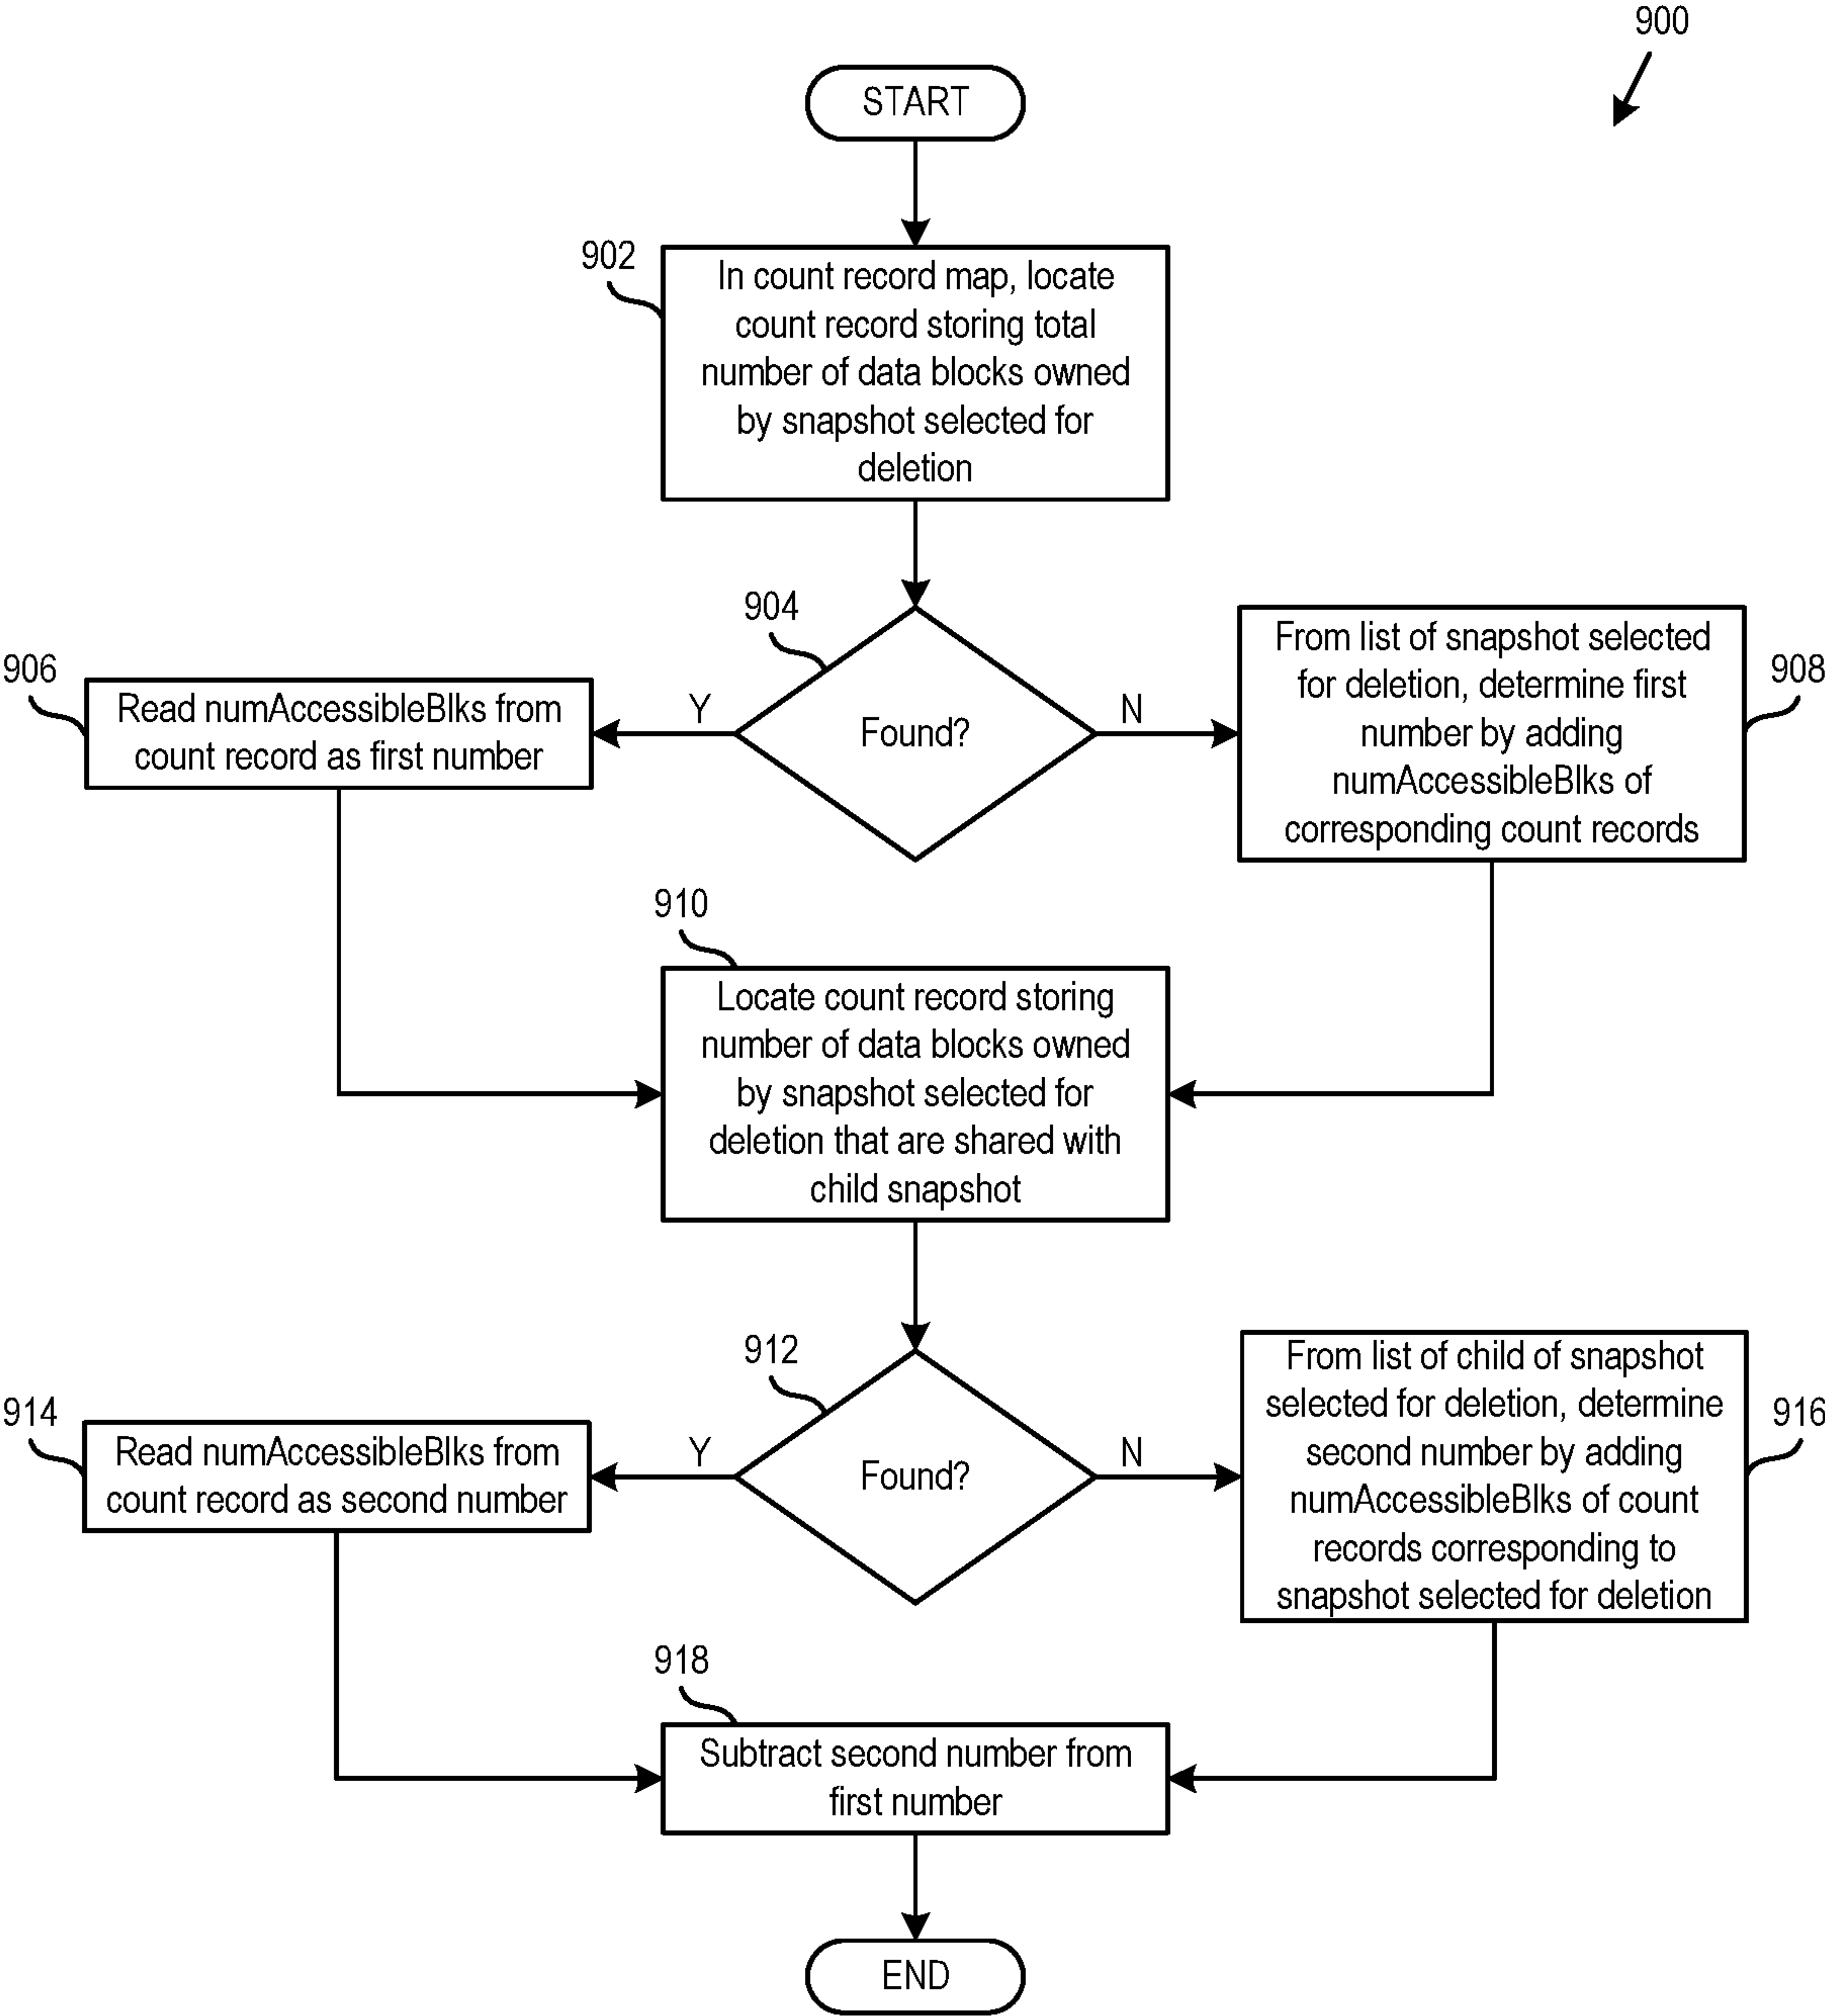 900
START
902
In count record map, locate
count record storing total
number of data blocks owned
by snapshot selected for
deletion
904
Found?
Y
N
906
Read numAccessibleBlks from
count record as first number
908
From list of snapshot selected
for deletion, determine first
number by adding
numAccessibleBlks of
corresponding count records
910
Locate count record storing
number of data blocks owned
by snapshot selected for
deletion that are shared with
child snapshot
912
Found?
Y
N
914
Read numAccessibleBlks from
count record as second number
916
From list of child of snapshot
selected for deletion, determine
second number by adding
numAccessibleBlks of count
records corresponding to
snapshot selected for deletion
918
Subtract second number from
first number
END